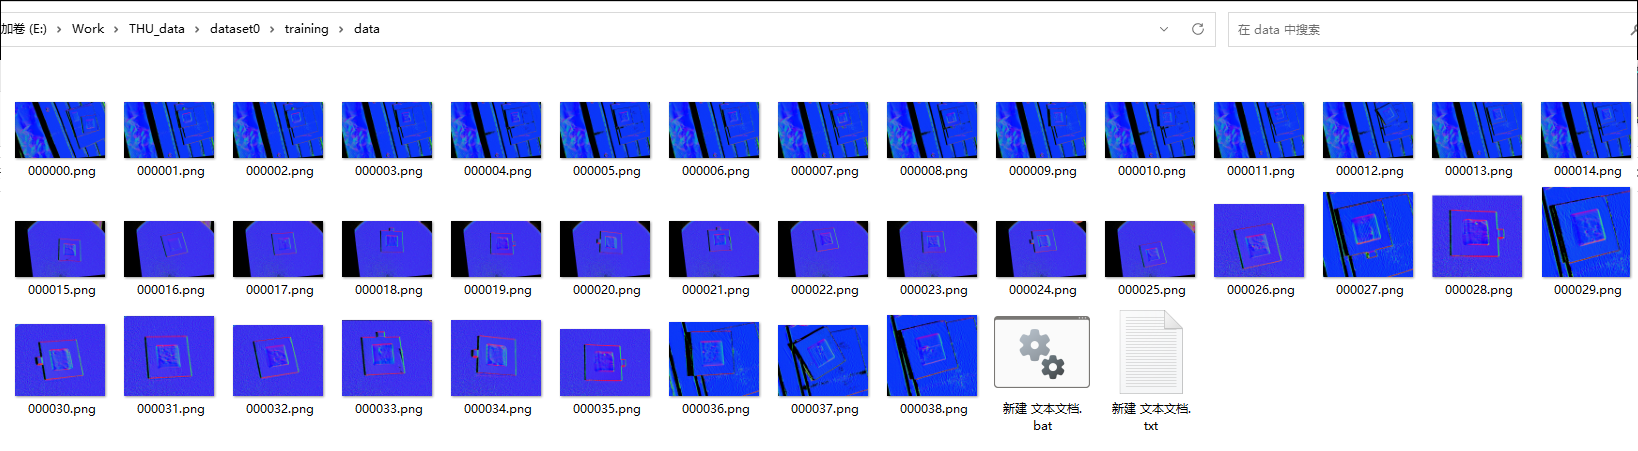 加卷 (E:) › Work › THU_data › dataset0 › training › data
在 data 中搜索
000000.png 000001.png 000002.png 000003.png 000004.png 000005.png 000006.png 000007.png 000008.png 000009.png 000010.png 000011.png 000012.png 000013.png 000014.png
000015.png 000016.png 000017.png 000018.png 000019.png 000020.png 000021.png 000022.png 000023.png 000024.png 000025.png 000026.png 000027.png 000028.png 000029.png
000030.png 000031.png 000032.png 000033.png 000034.png 000035.png 000036.png 000037.png 000038.png 新建 文本文档.
bat
新建 文本文档.
txt